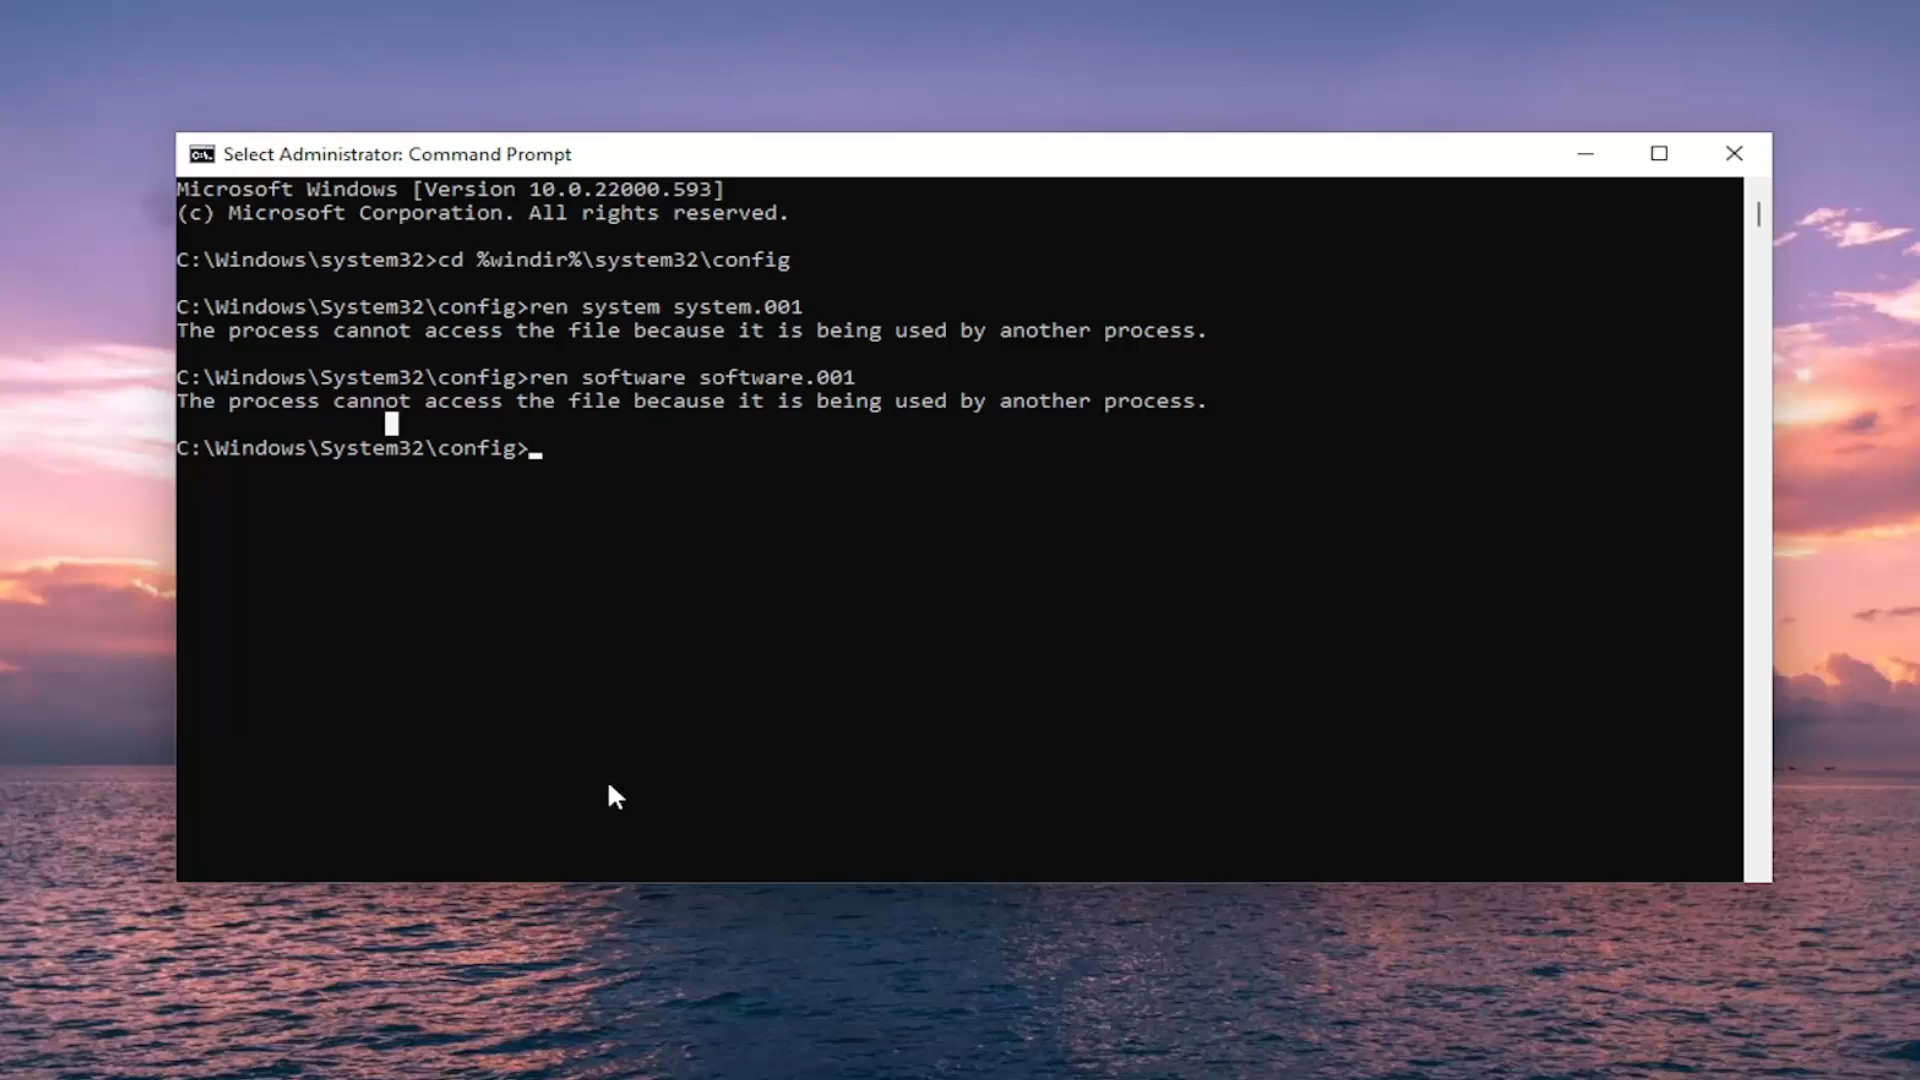 Select Administrator: Command Prompt
Microsoft Windows [Version 10.0.22000.593]
(c) Microsoft Corporation. All rights reserved.
C:\Windows\system32>cd %windir%\system32\config
C:\Windows\System32\config>ren system system.001
The process cannot access the file because it is being used by another process.
C:\Windows\System32\config>ren software software.001
The process cannot access the file because it is being used by another process.
C:\Windows\System32\config>